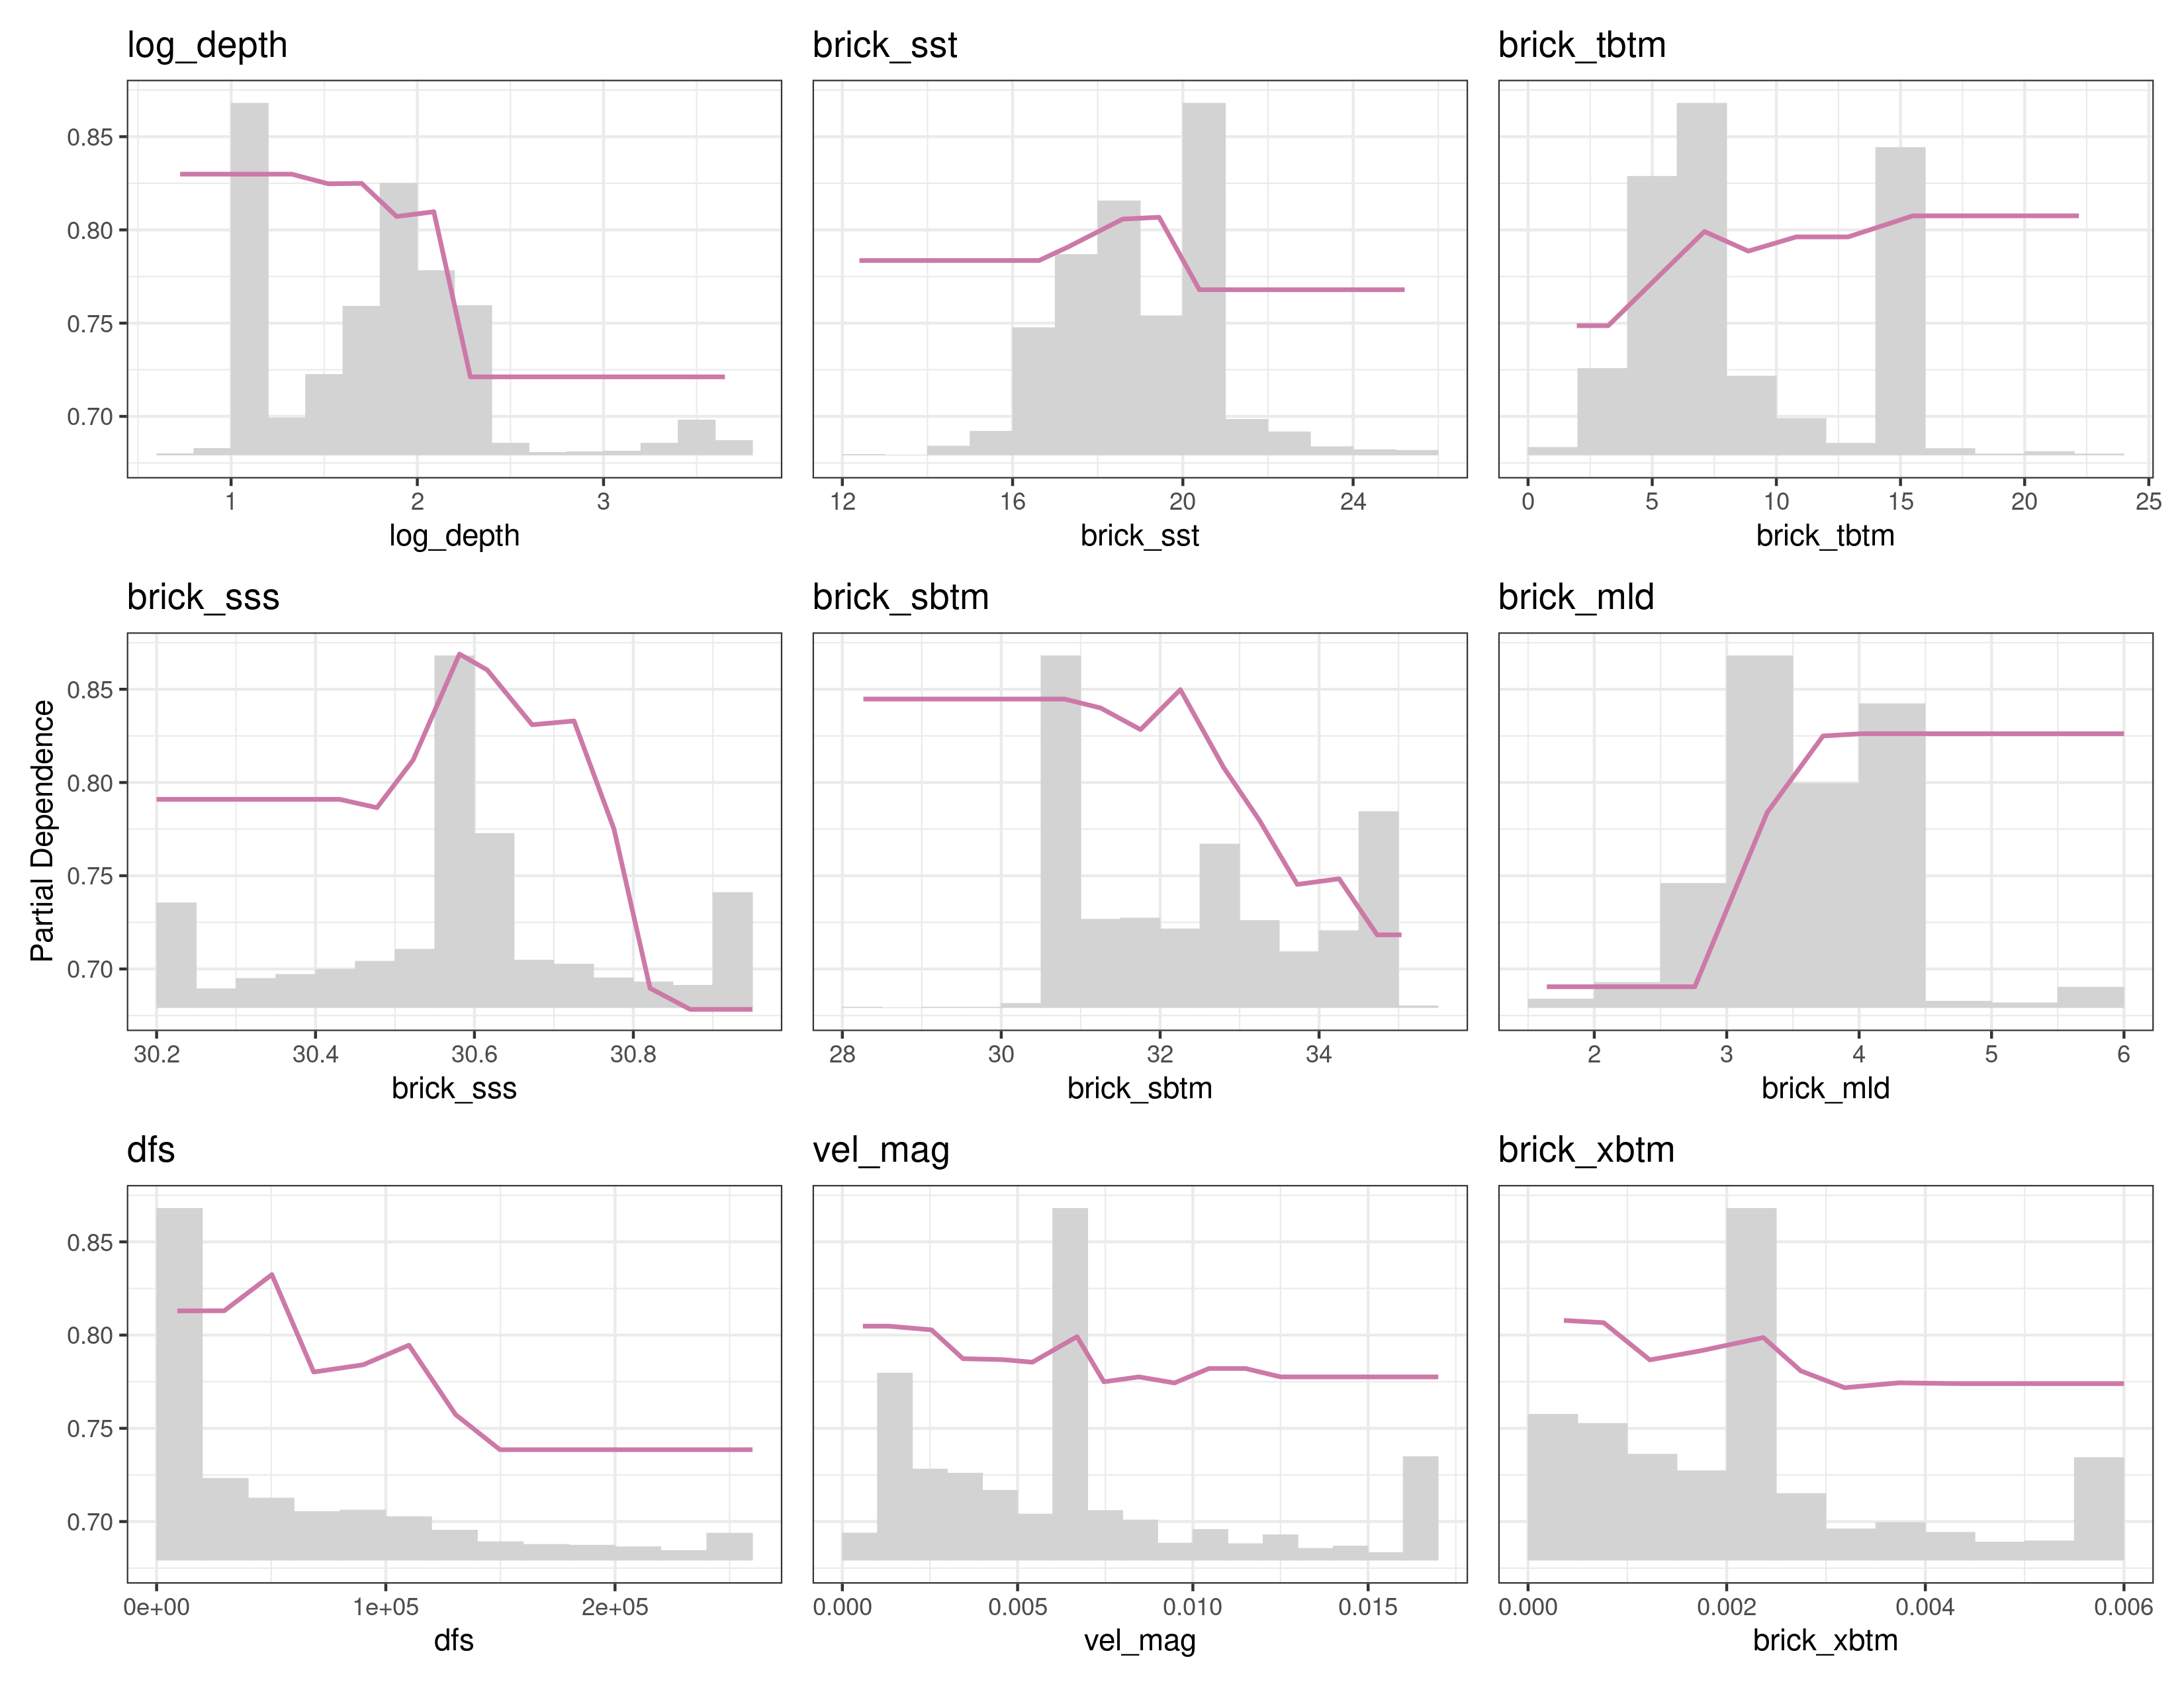 log_depth
brick_sst
brick_tbtm
0.85
0.80
0.75
0.70
1 2 3
12 16 20 24
0 5 10 15 20 25
log_depth
brick_sst
brick_tbtm
brick_sss
brick_sbtm
brick_mld
Partial Dependence
0.85
0.80
0.75
0.70
30.2 30.4 30.6 30.8
28 30 32 34
2 3 4 5 6
brick_sss
brick_sbtm
brick_mld
dfs
vel_mag
brick_xbtm
0.85
0.80
0.75
0.70
0e+00 1e+05 2e+05
0.000 0.005 0.010 0.015
0.000 0.002 0.004 0.006
dfs
vel_mag
brick_xbtm